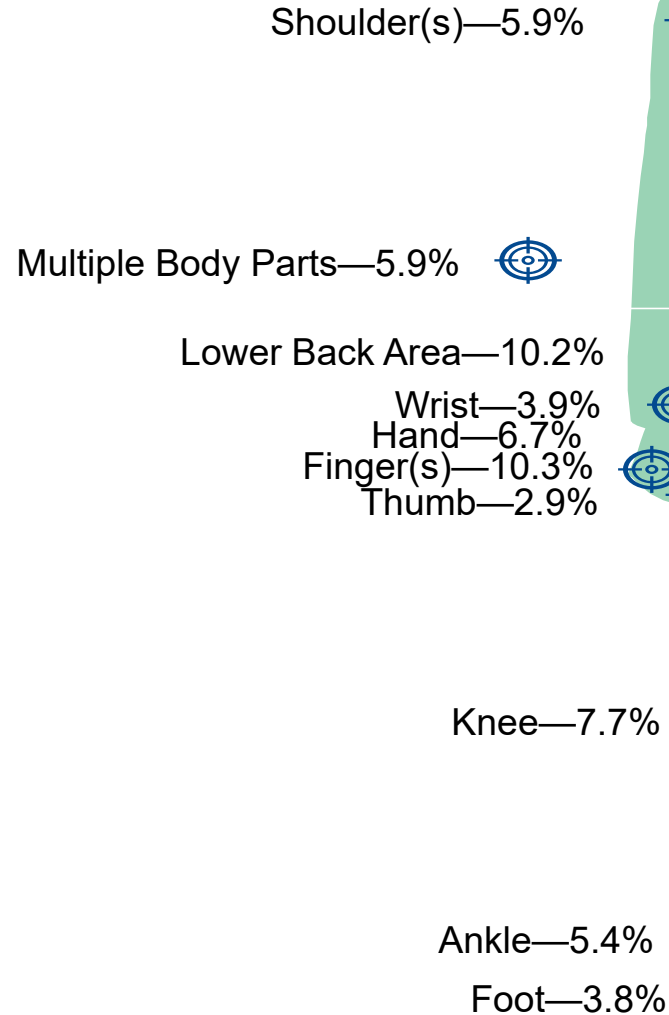 Shoulder(s)—5.9%
Multiple Body Parts—5.9%
Lower Back Area—10.2%
Wrist—3.9%
Hand—6.7%
Finger(s)—10.3%
Thumb—2.9%
Knee—7.7%
Ankle—5.4%
Foot—3.8%